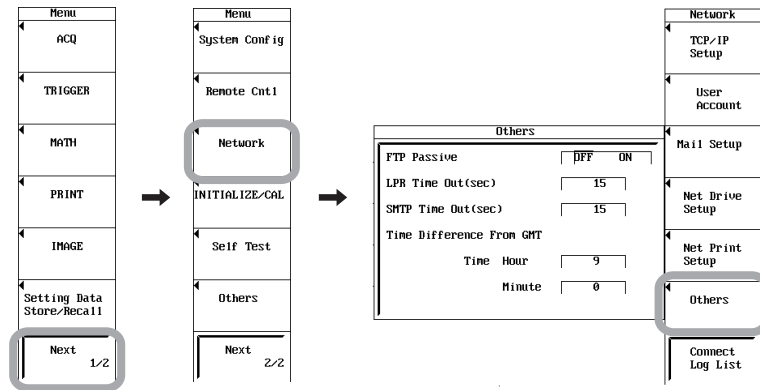 Menu
ACQ
TRIGGER
MATH
PRINT
IMAGE
Setting Data
Store/Recall
Next
1/2
Menu
System Config
Remote Cntl
Network
INITIALIZE/CAL
Self Test
Others
Next
2/2
Others
FTP Passive OFF ON
LPR Time Out(sec) 15
SMTP Time Out(sec) 15
Time Difference From GMT
Time Hour 9
Minute 0
Network
TCP/IP
Setup
User
Account
Mail Setup
Net Drive
Setup
Net Print
Setup
Others
Connect
Log List